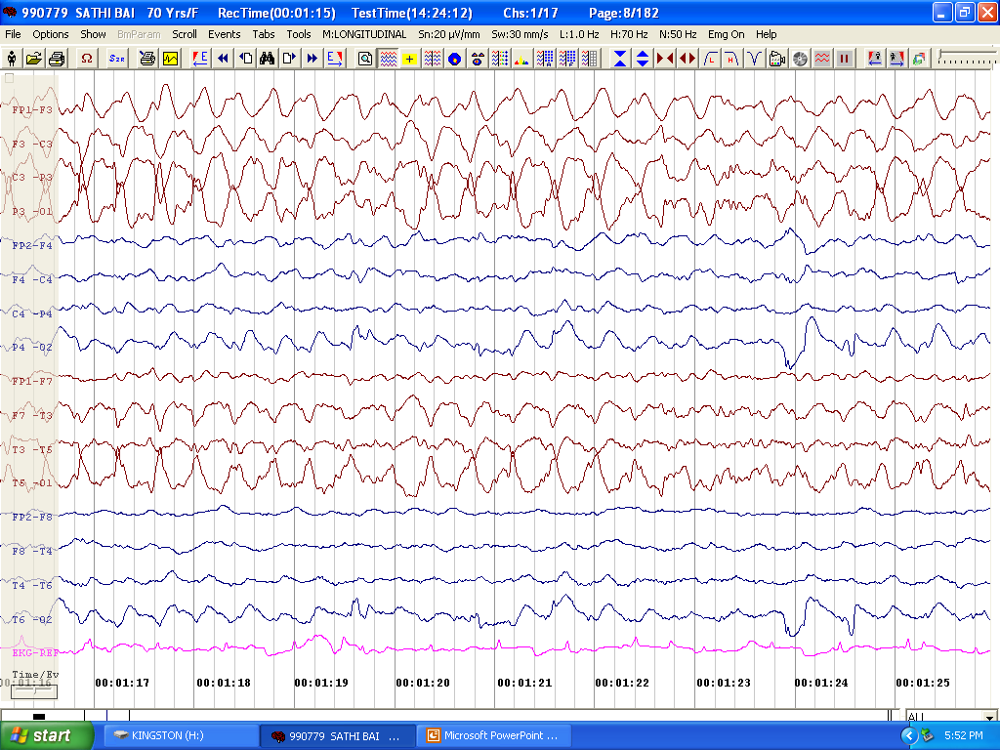 990779 SATHI BAI 70 Yrs/F RecTime(00:01:15) TestTime(14:24:12) Chs:1/17 Page:8/182
File Options Show BmParam Scroll Events Tabs Tools M:LONGITUDINAL Sn:20 µV/mm Sw:30 mm/s L:1.0 Hz H:70 Hz N:50 Hz Emg On Help
FP1-F3
F3 -C3
C3 -P3
P3 -O1
FP2-F4
F4 -C4
C4 -P4
P4 -O2
FP1-F7
F7 -T3
T3 -T5
T5 -O1
FP2-F8
F8 -T4
T4 -T6
T6 -O2
EKG-REF
Time/Ev
00:01:16 00:01:17 00:01:18 00:01:19 00:01:20 00:01:21 00:01:22 00:01:23 00:01:24 00:01:25
ALL
start KINGSTON (H:) 990779 SATHI BAI ... Microsoft PowerPoint ... 5:52 PM